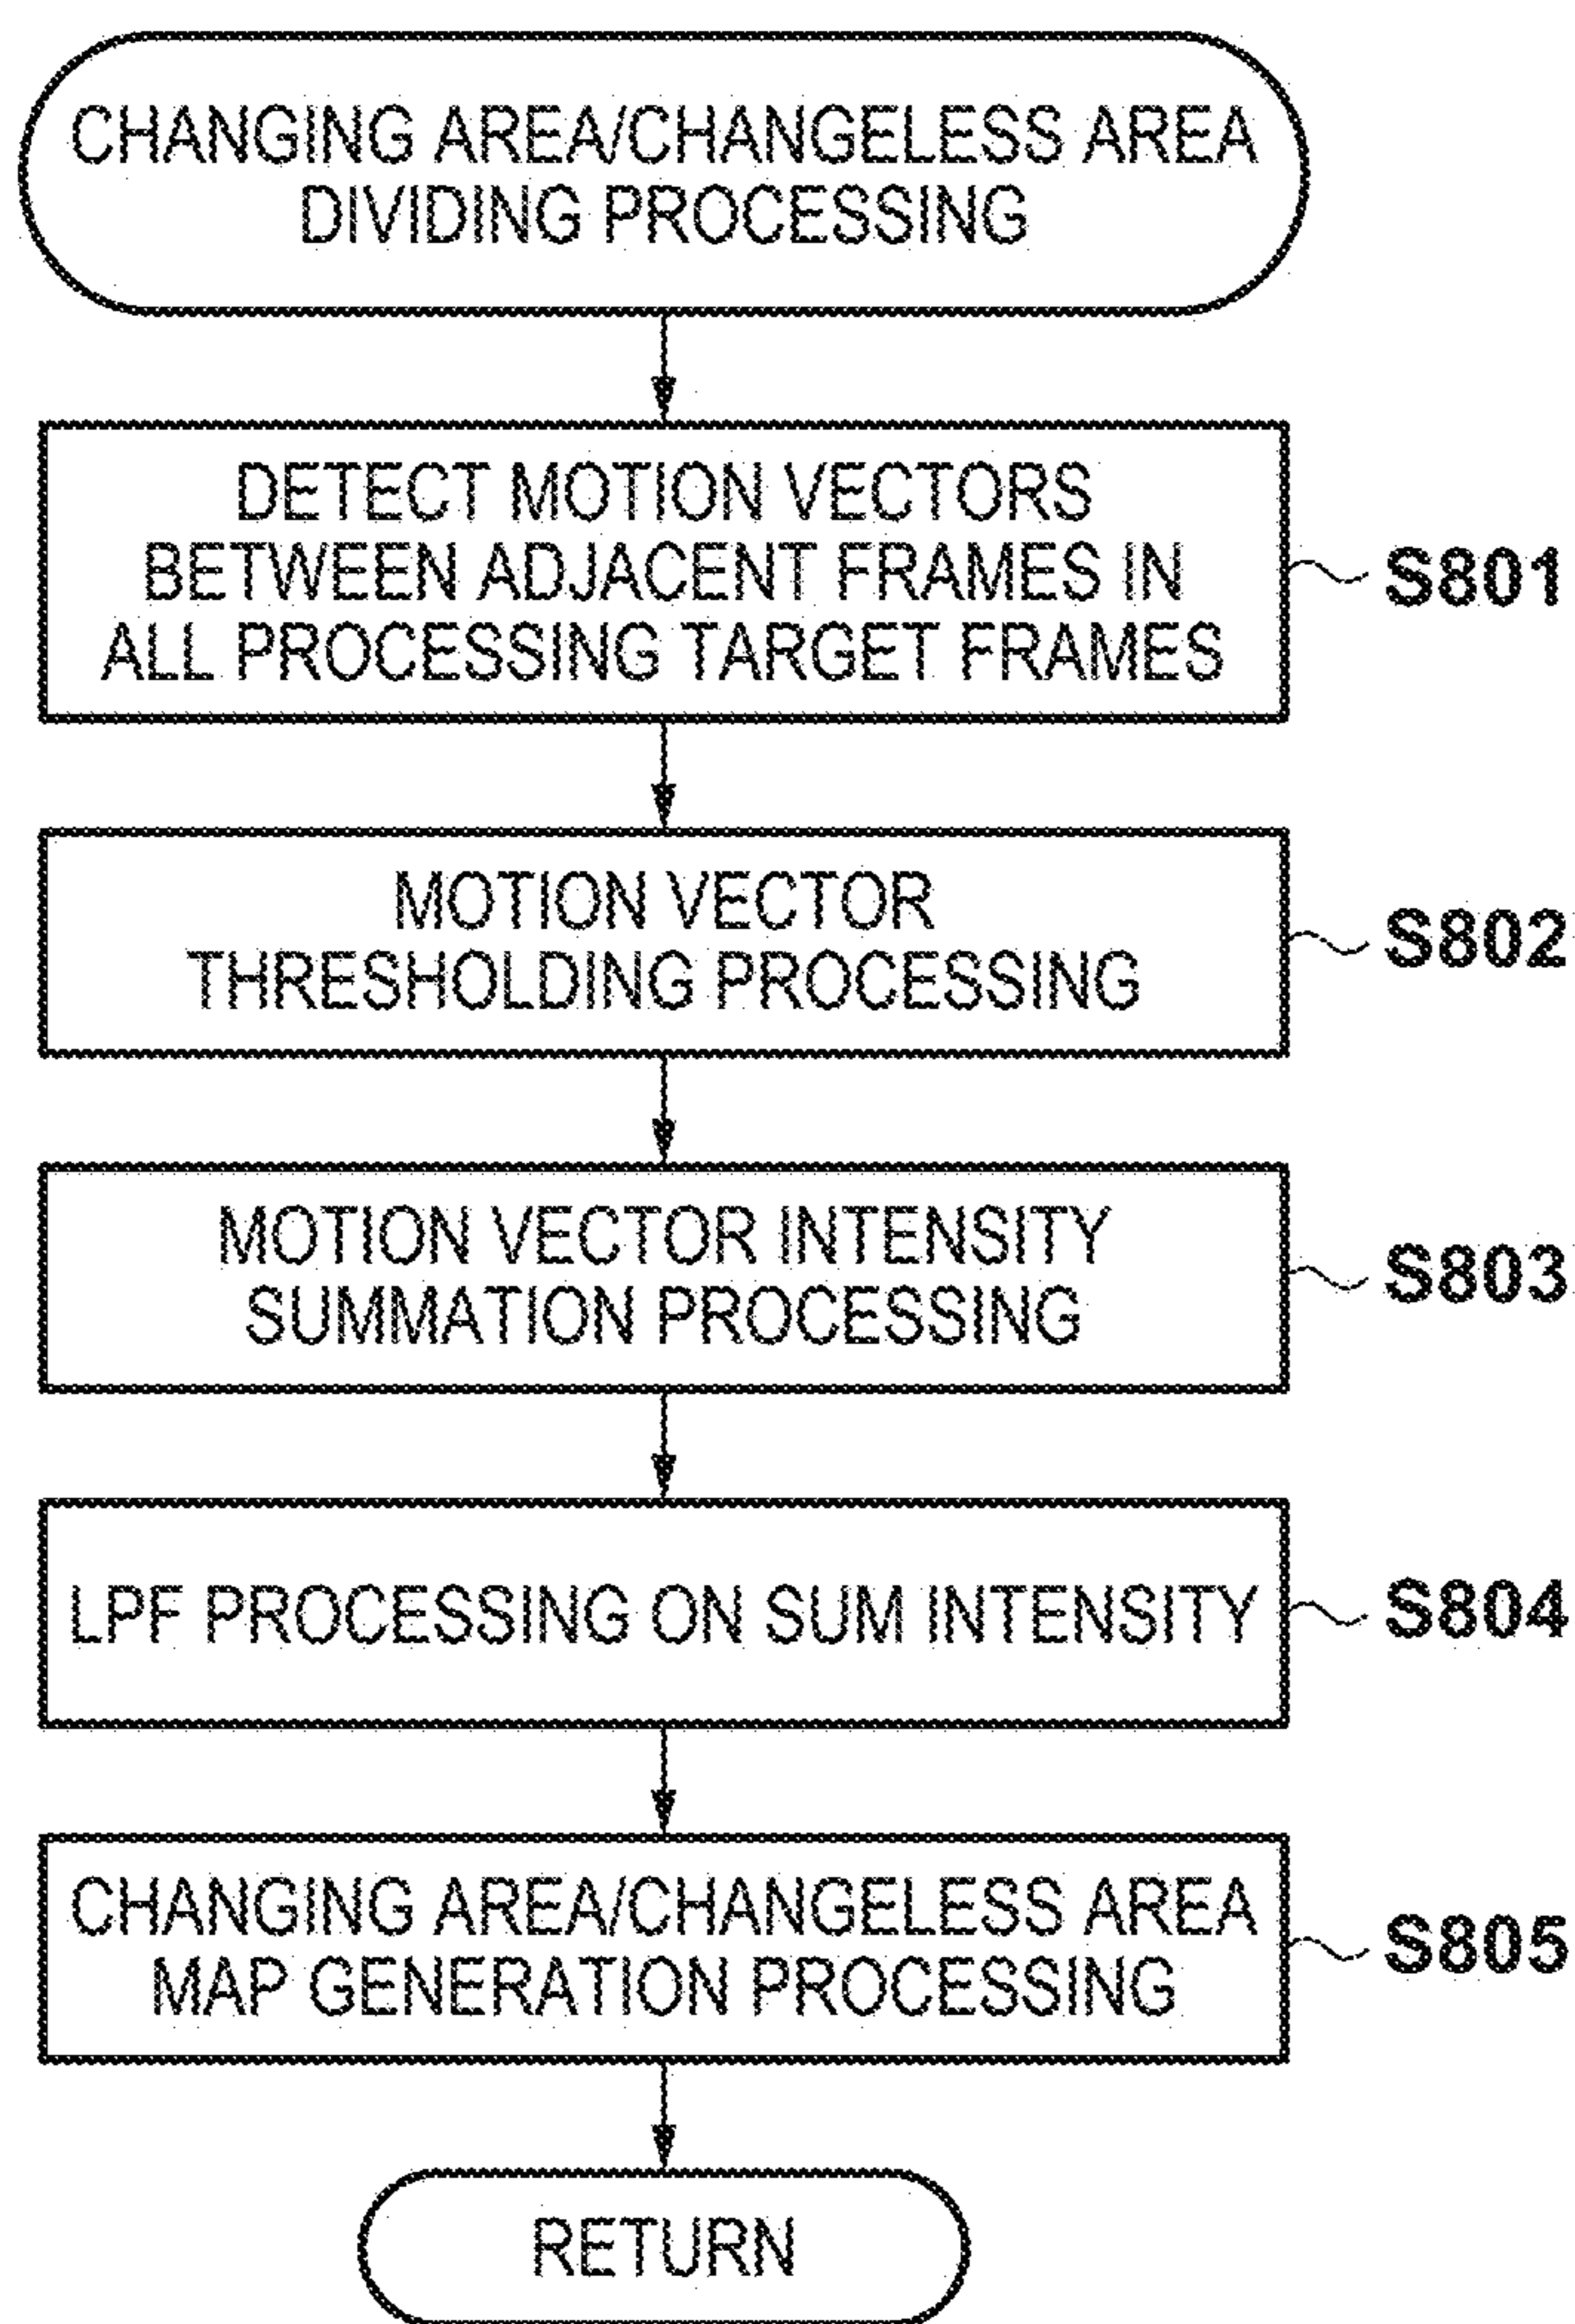 CHANGING AREA/CHANGELESS AREA
DIVIDING PROCESSING
DETECT MOTION VECTORS
BETWEEN ADJACENT FRAMES IN
ALL PROCESSING TARGET FRAMES
S801
MOTION VECTOR
THRESHOLDING PROCESSING
S802
MOTION VECTOR INTENSITY
SUMMATION PROCESSING
S803
LPF PROCESSING ON SUM INTENSITY
S804
CHANGING AREA/CHANGELESS AREA
MAP GENERATION PROCESSING
S805
RETURN